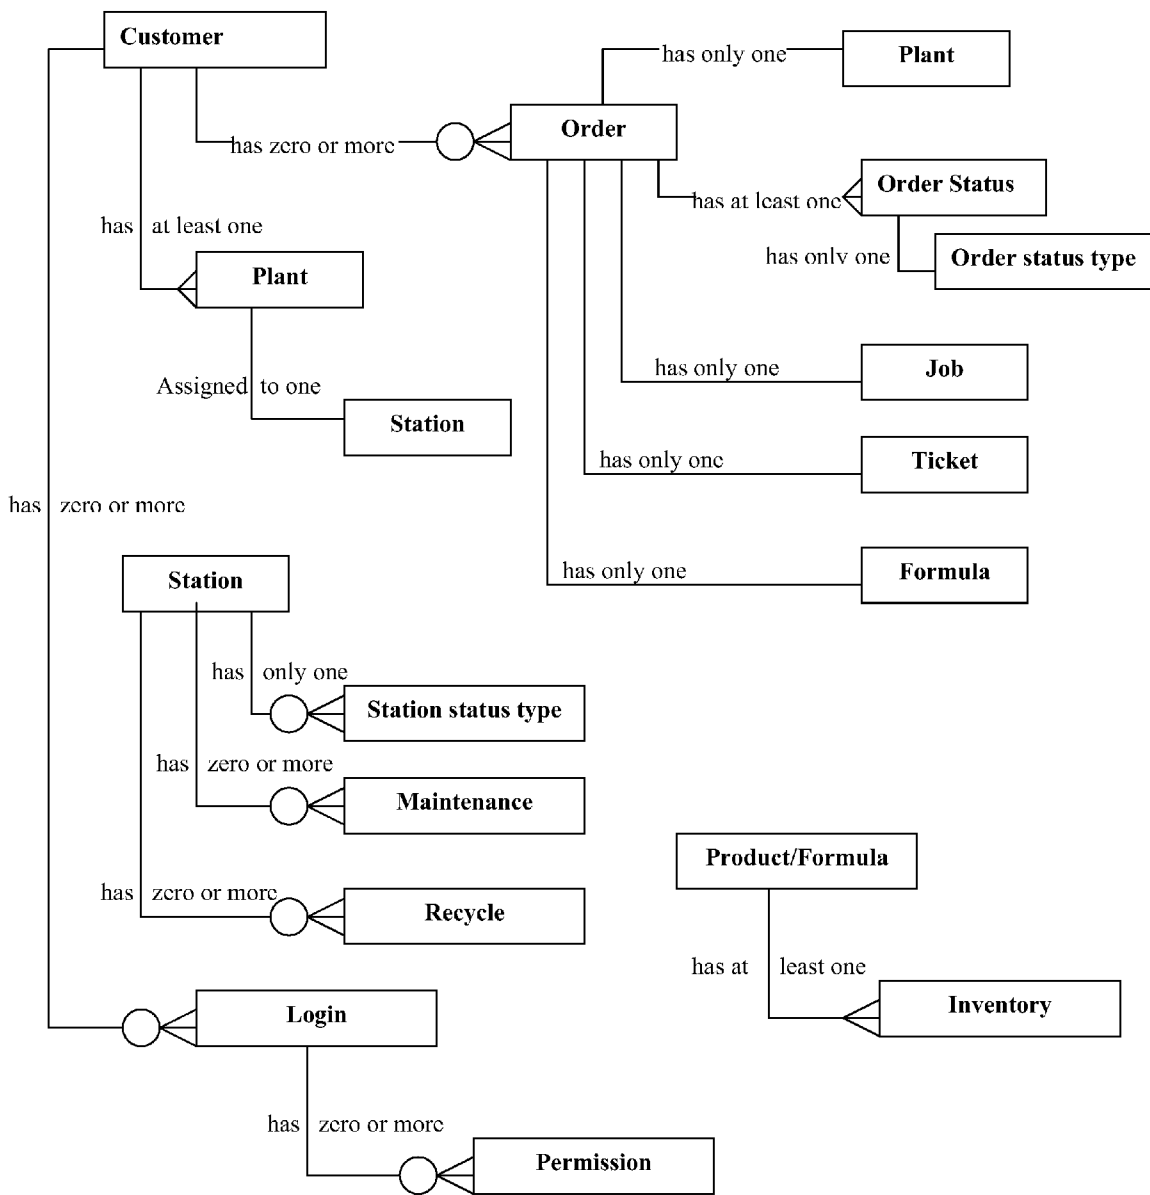 Customer
has only one
Plant
Order
has zero or more
Order Status
has at least one
has at least one
has only one
Order status type
Plant
has only one
Job
Assigned to one
Station
has only one
Ticket
has zero or more
Station
has only one
Formula
has only one
Station status type
has zero or more
Maintenance
Product/Formula
has zero or more
Recycle
has at least one
Login
Inventory
has zero or more
Permission